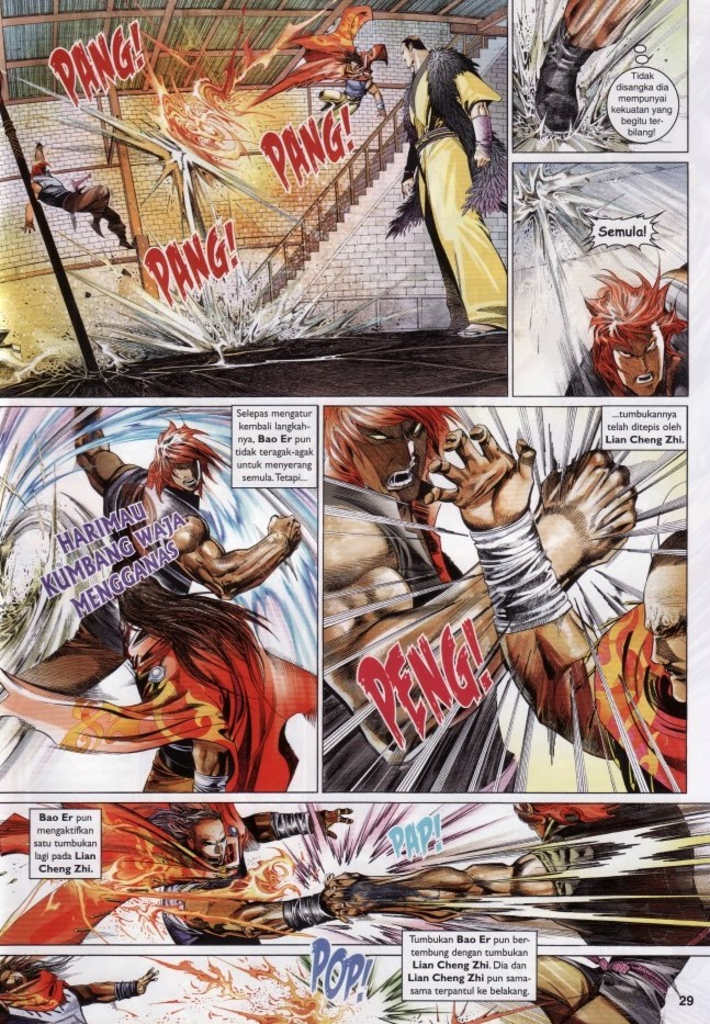 PANG!
PANG!
PANG!
Tidak
disangka dia
mempunyai
kekuatan yang
begitu ter-
bilang!
Semula!
Selepas mengatur
kembali langkah-
nya, Bao Er pun
tidak teragak-agak
untuk menyerang
semula. Tetapi...
HARIMAU
KUMBANG WAJA
MENGGANAS
...tumbukannya
telah ditepis oleh
Lian Cheng Zhi.
PENG!
Bao Er pun
mengaktifkan
satu tumbukan
lagi pada Lian
Cheng Zhi.
PAP!
Tumbukan Bao Er pun ber-
tembung dengan tumbukan
Lian Cheng Zhi. Dia dan
Lian Cheng Zhi pun sama-
sama terpantul ke belakang.
POP!
29